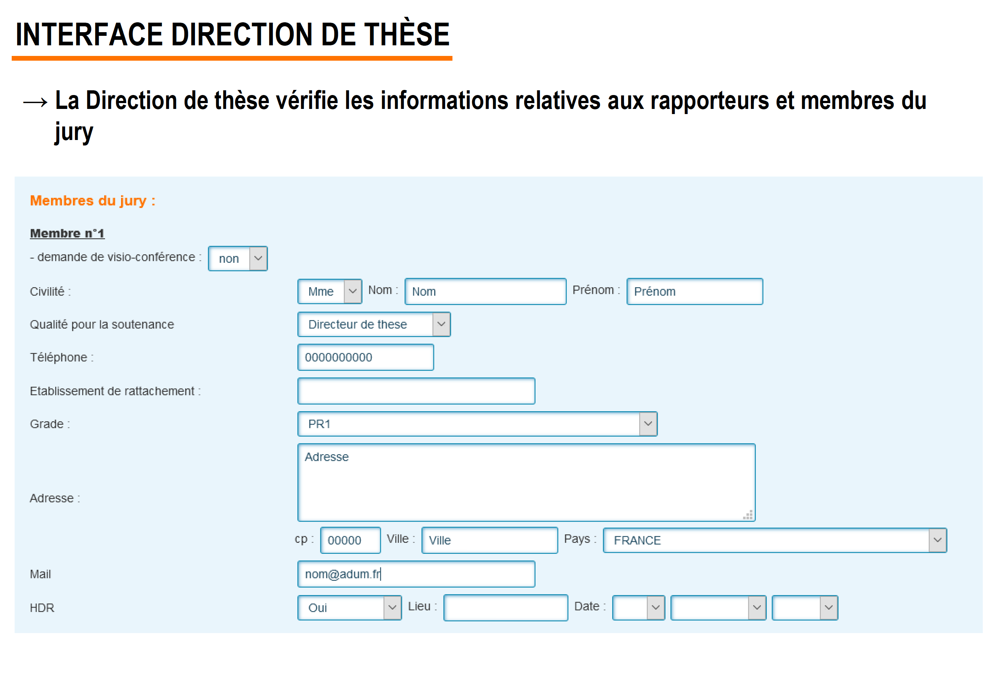 INTERFACE DIRECTION DE THÈSE
→ La Direction de thèse vérifie les informations relatives aux rapporteurs et membres du
jury
Membres du jury :
Membre n°1
- demande de visio-conférence : non
Civilité : Mme Nom : Nom Prénom : Prénom
Qualité pour la soutenance Directeur de these
Téléphone : 0000000000
Etablissement de rattachement :
Grade : PR1
Adresse
Adresse :
cp : 00000 Ville : Ville Pays : FRANCE
Mail nom@adum.fr
HDR Oui Lieu : Date :